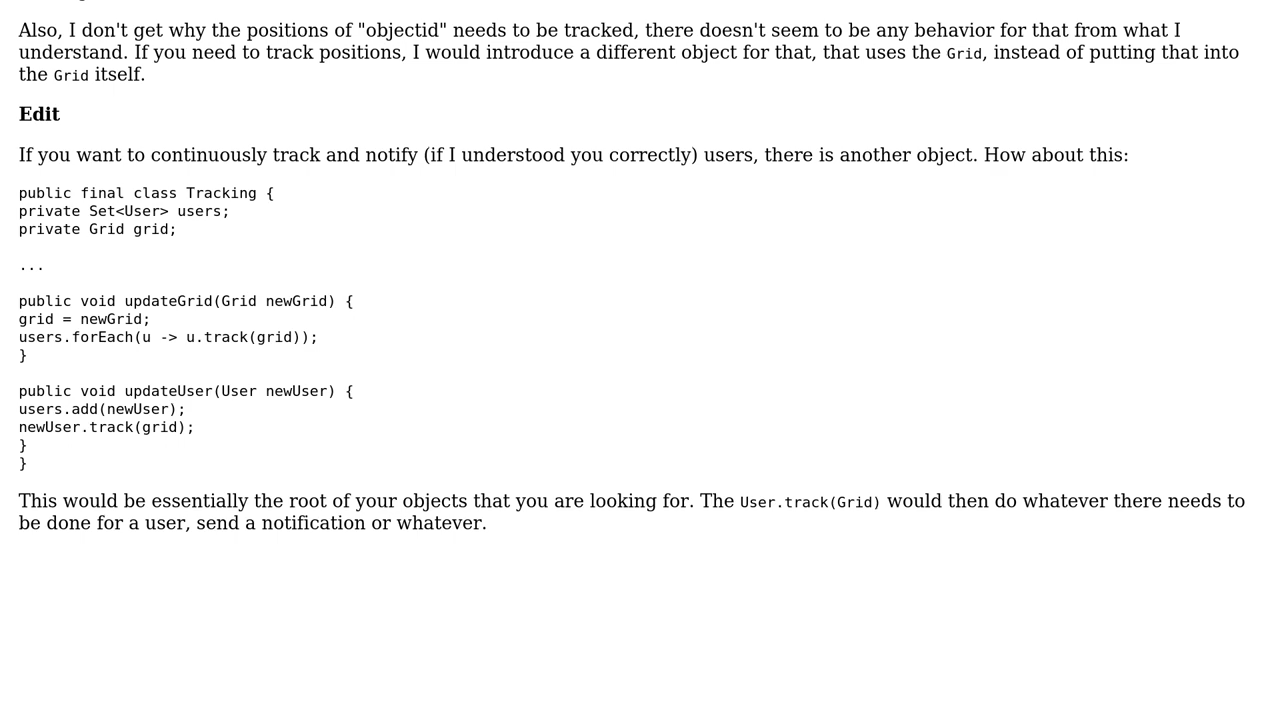 Also, I don't get why the positions of "objectid" needs to be tracked, there doesn't seem to be any behavior for that from what I
understand. If you need to track positions, I would introduce a different object for that, that uses the Grid, instead of putting that into
the Grid itself.
Edit
If you want to continuously track and notify (if I understood you correctly) users, there is another object. How about this:
public final class Tracking {
private Set<User> users;
private Grid grid;
...
public void updateGrid(Grid newGrid) {
grid = newGrid;
users.forEach(u -> u.track(grid));
}
public void updateUser(User newUser) {
users.add(newUser);
newUser.track(grid);
}
}
This would be essentially the root of your objects that you are looking for. The User.track(Grid) would then do whatever there needs to
be done for a user, send a notification or whatever.